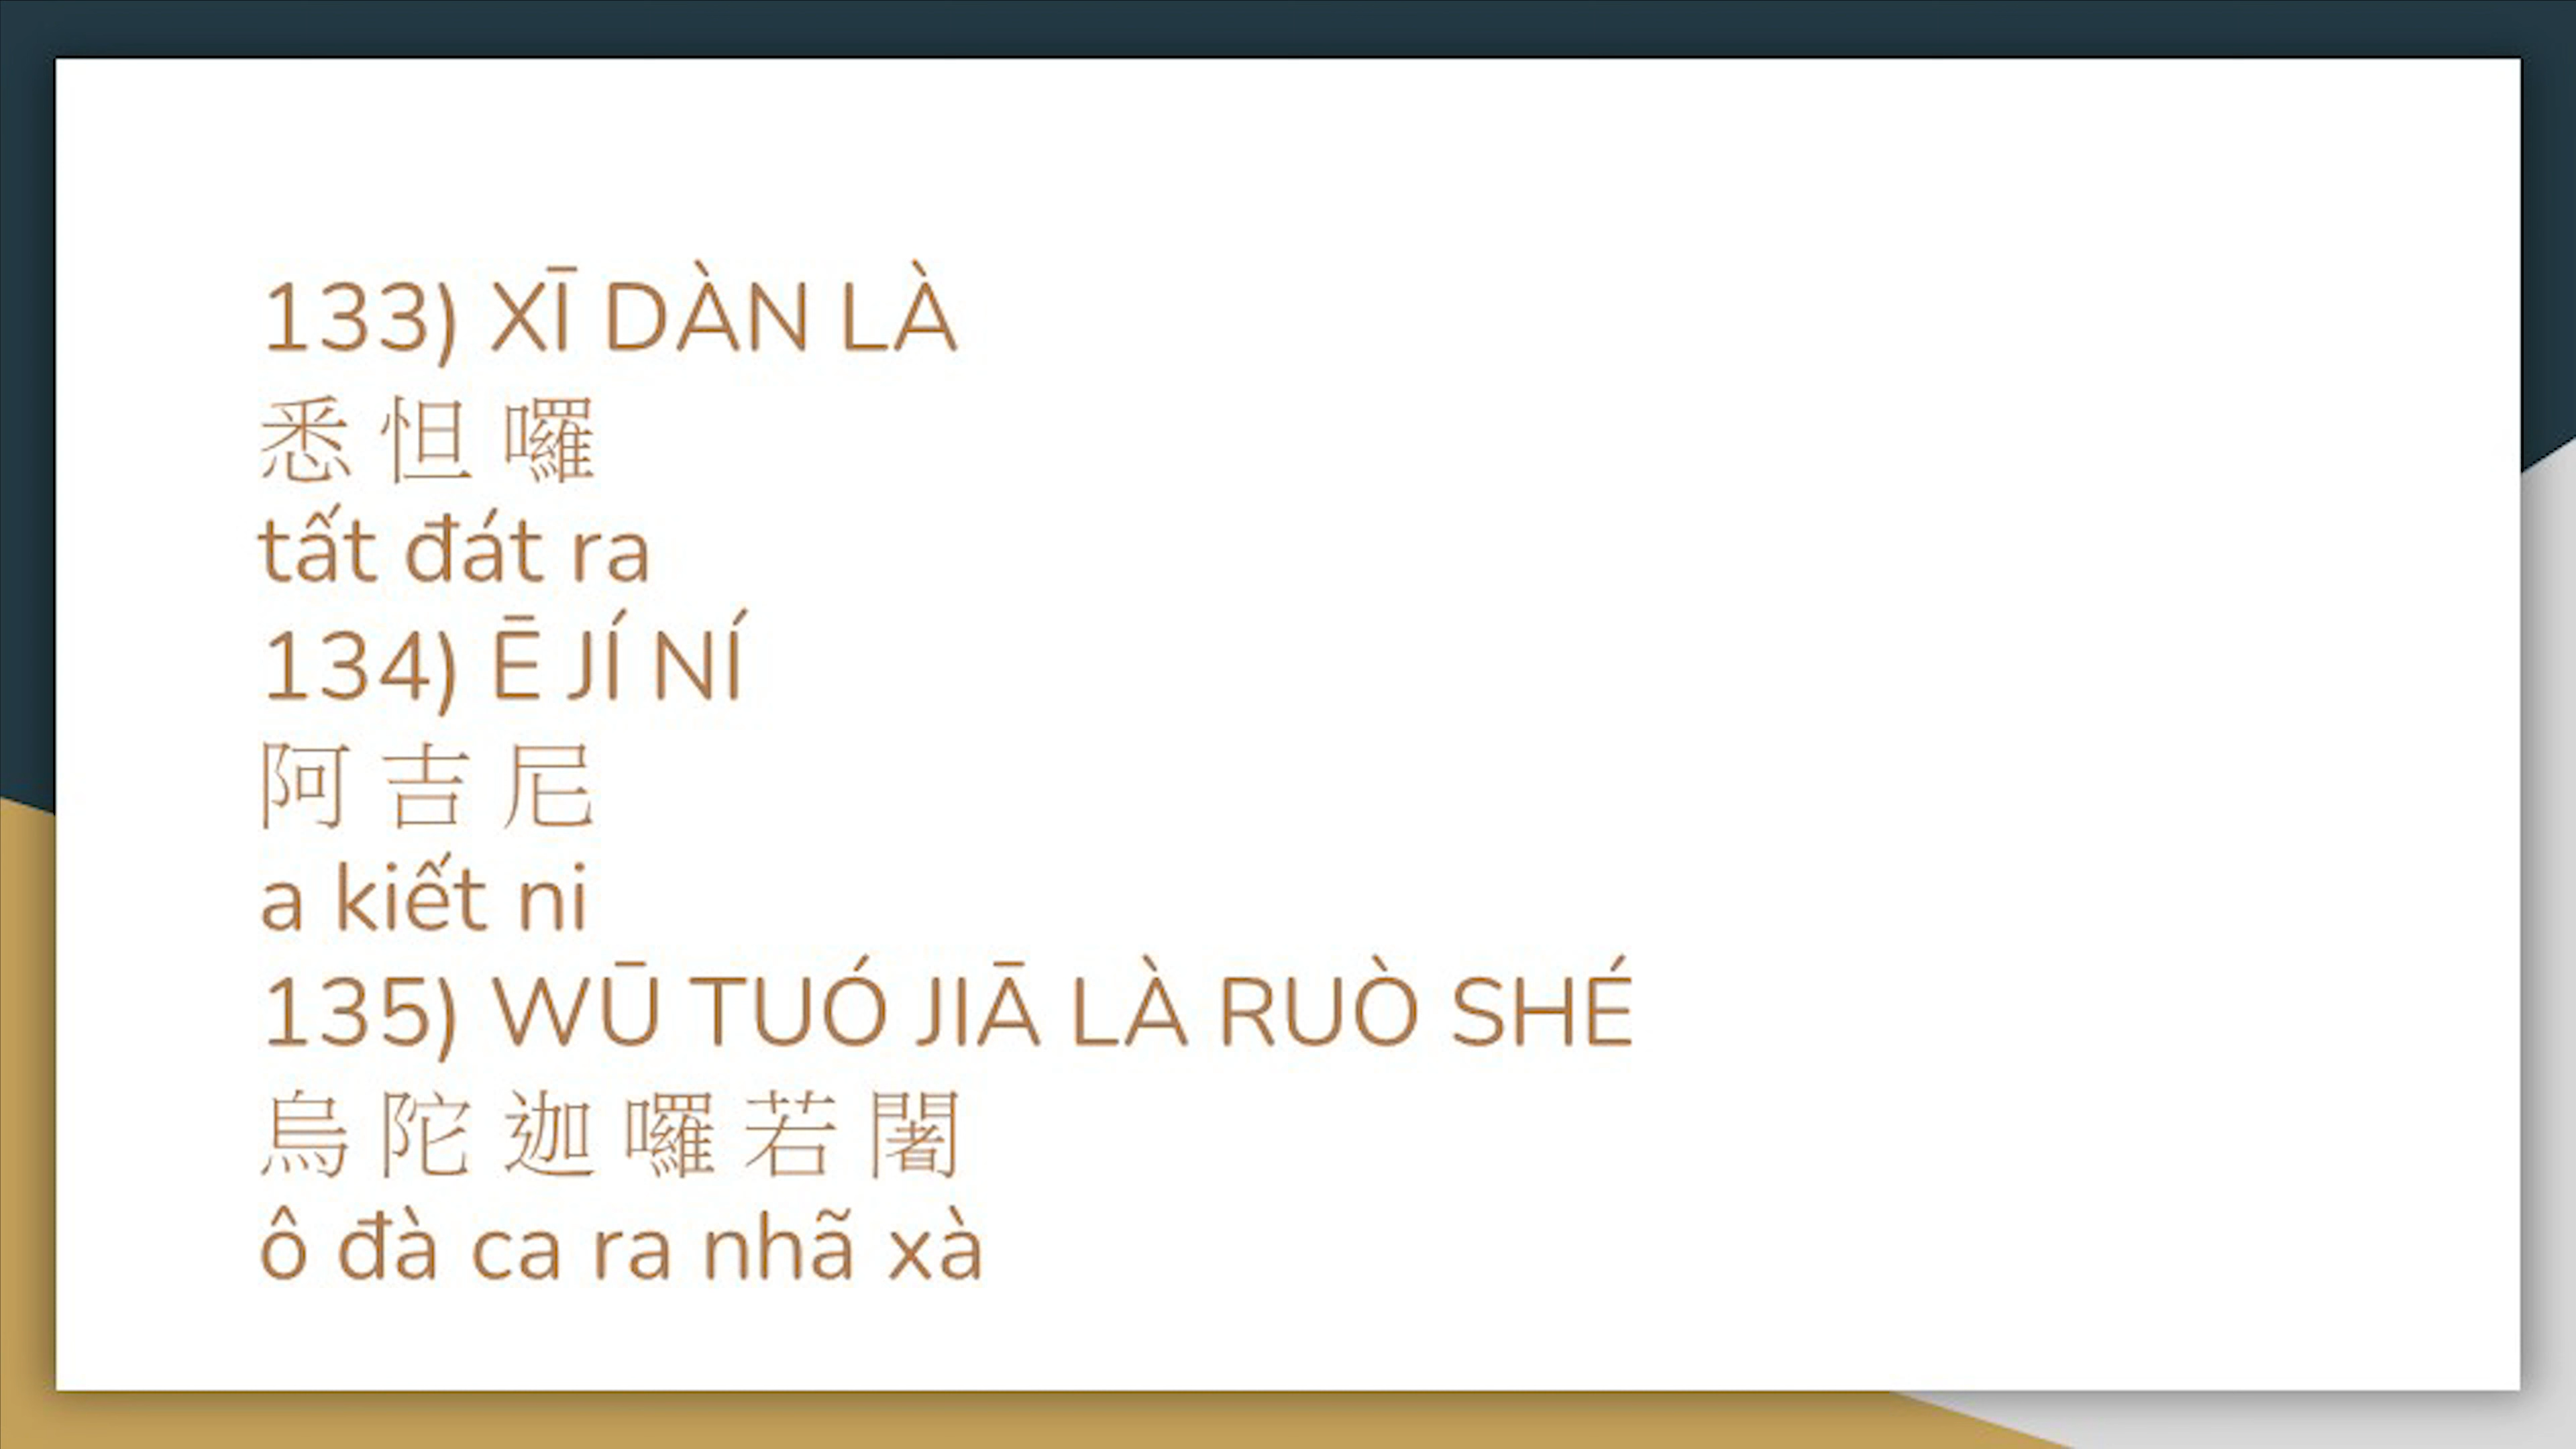 133) XĪ DÀN LÀ
悉 怛 囉
tất đát ra
134) Ē JÍ NÍ
阿 吉 尼
a kiết ni
135) WŪ TUÓ JIĀ LÀ RUÒ SHÉ
烏 陀 迦 囉 若 闍
ô đà ca ra nhã xà